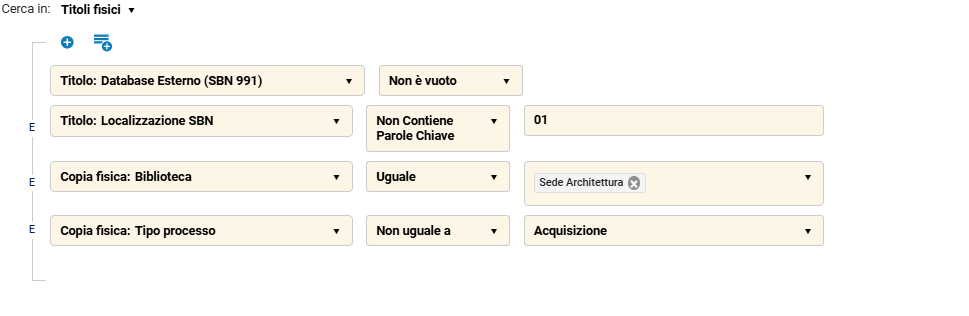 Cerca in: Titoli fisici
Titolo: Database Esterno (SBN 991) Non è vuoto
E
Titolo: Localizzazione SBN Non Contiene Parole Chiave 01
E
Copia fisica: Biblioteca Uguale Sede Architettura
E
Copia fisica: Tipo processo Non uguale a Acquisizione